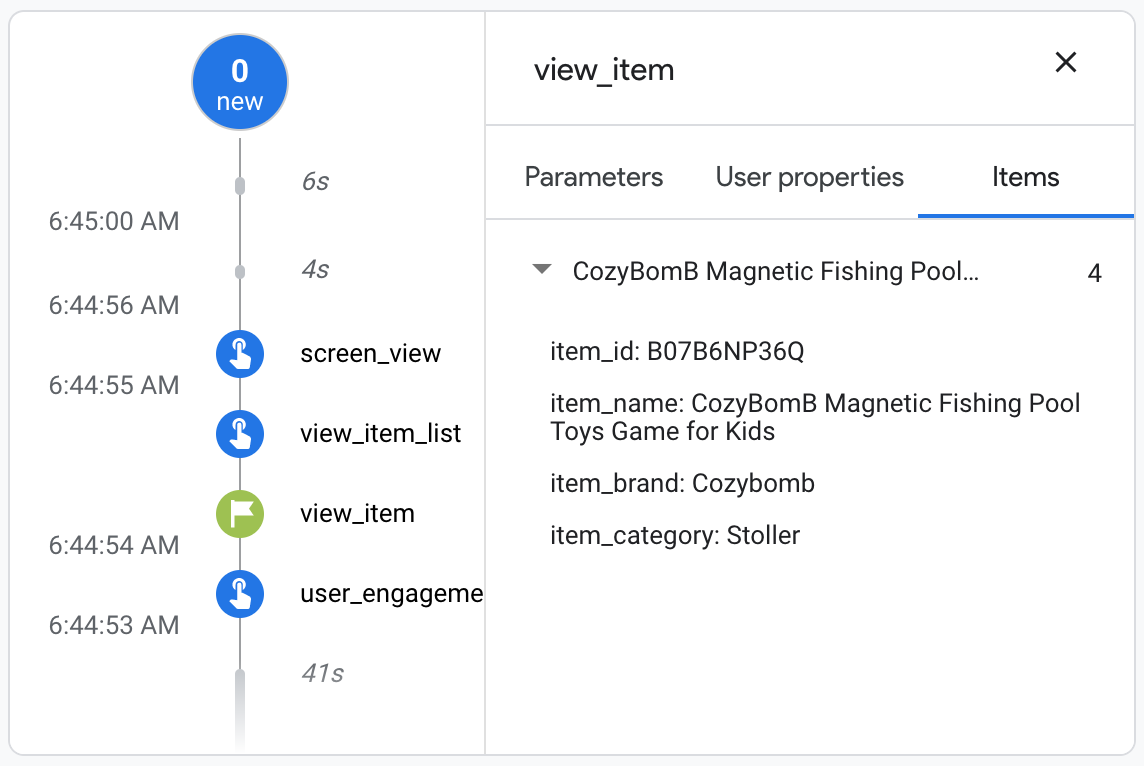 0
new
6s
6:45:00 AM
4s
6:44:56 AM
screen_view
6:44:55 AM
view_item_list
view_item
6:44:54 AM
user_engageme
6:44:53 AM
41s
view_item
Parameters User properties Items
CozyBomB Magnetic Fishing Pool... 4
item_id: B07B6NP36Q
item_name: CozyBomB Magnetic Fishing Pool
Toys Game for Kids
item_brand: Cozybomb
item_category: Stoller